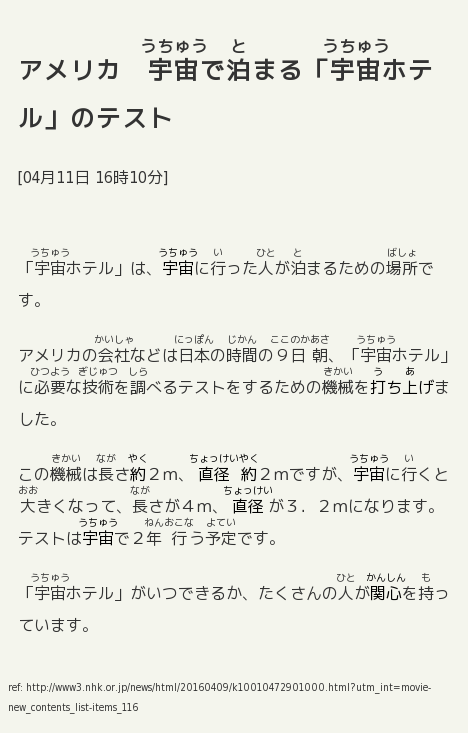 アメリカ　宇宙で泊まる「宇宙ホテ
ル」のテスト
[04月11日 16時10分]
「宇宙ホテル」は、宇宙に行った人が泊まるための場所で
す。
アメリカの会社などは日本の時間の９日 朝、「宇宙ホテル」
に必要な技術を調べるテストをするための機械を打ち上げま
した。
この機械は長さ約２ｍ、直径 約２ｍですが、宇宙に行くと
大きくなって、長さが４ｍ、直径が３．２ｍになります。
テストは宇宙で２年 行う予定です。
「宇宙ホテル」がいつできるか、たくさんの人が関心を持っ
ています。
ref: http://www3.nhk.or.jp/news/html/20160409/k10010472901000.html?utm_int=movie-
new_contents_list-items_116